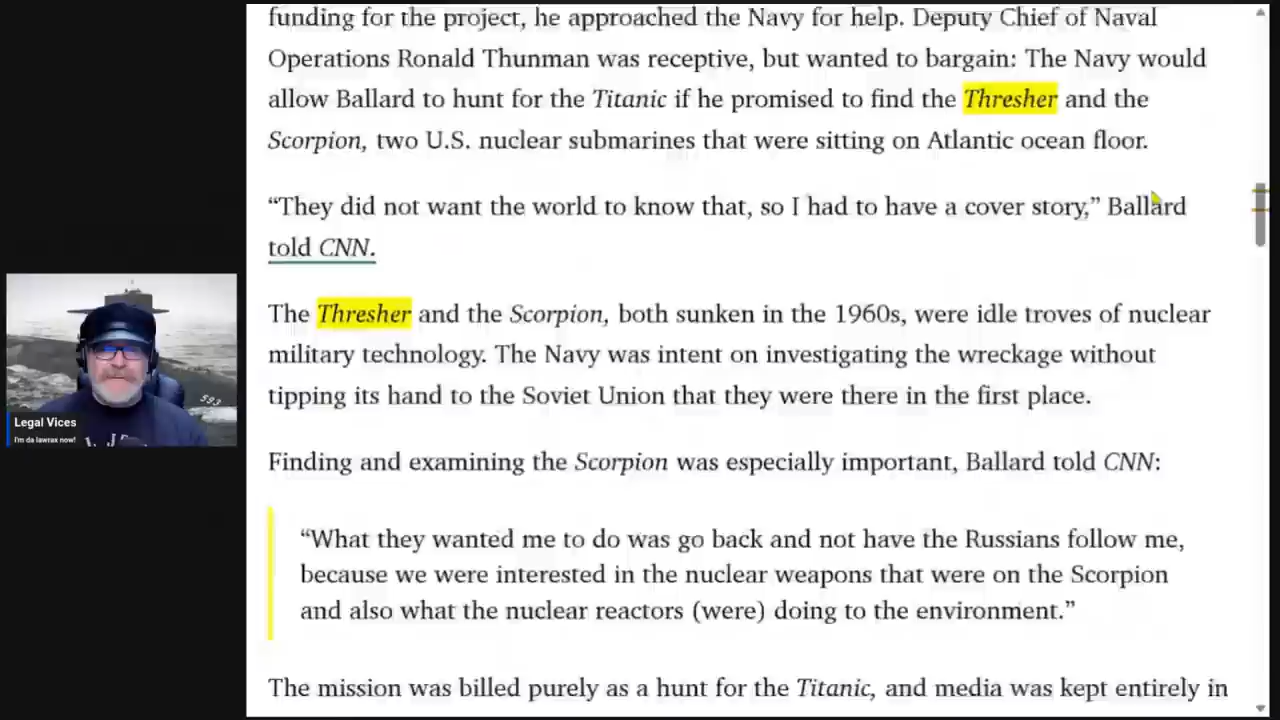 funding for the project, he approached the Navy for help. Deputy Chief of Naval
Operations Ronald Thunman was receptive, but wanted to bargain: The Navy would
allow Ballard to hunt for the Titanic if he promised to find the Thresher and the
Scorpion, two U.S. nuclear submarines that were sitting on Atlantic ocean floor.
“They did not want the world to know that, so I had to have a cover story,” Ballard
told CNN.
The Thresher and the Scorpion, both sunken in the 1960s, were idle troves of nuclear
military technology. The Navy was intent on investigating the wreckage without
tipping its hand to the Soviet Union that they were there in the first place.
Finding and examining the Scorpion was especially important, Ballard told CNN:
“What they wanted me to do was go back and not have the Russians follow me,
because we were interested in the nuclear weapons that were on the Scorpion
and also what the nuclear reactors (were) doing to the environment.”
The mission was billed purely as a hunt for the Titanic, and media was kept entirely in
593
Legal Vices
I'm da lawrax now!